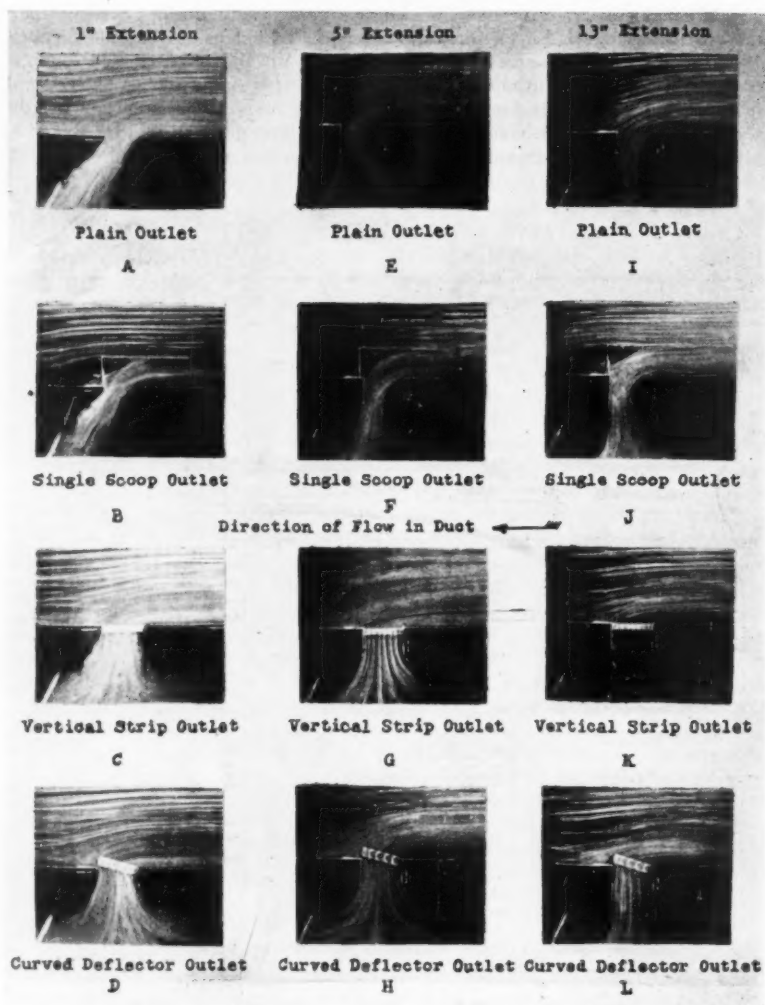 1" Extension 5" Extension 13" Extension
Plain Outlet Plain Outlet Plain Outlet
A E I
Single Scoop Outlet Single Scoop Outlet Single Scoop Outlet
B F J
Direction of Flow in Duct
Vertical Strip Outlet Vertical Strip Outlet Vertical Strip Outlet
C G K
Curved Deflector Outlet Curved Deflector Outlet Curved Deflector Outlet
D H L